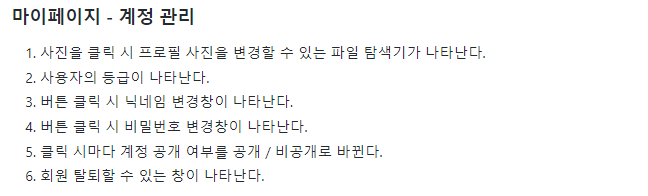 마이페이지 - 계정 관리
1. 사진을 클릭 시 프로필 사진을 변경할 수 있는 파일 탐색기가 나타난다.
2. 사용자의 등급이 나타난다.
3. 버튼 클릭 시 닉네임 변경창이 나타난다.
4. 버튼 클릭 시 비밀번호 변경창이 나타난다.
5. 클릭 시마다 계정 공개 여부를 공개 / 비공개로 바뀐다.
6. 회원 탈퇴할 수 있는 창이 나타난다.